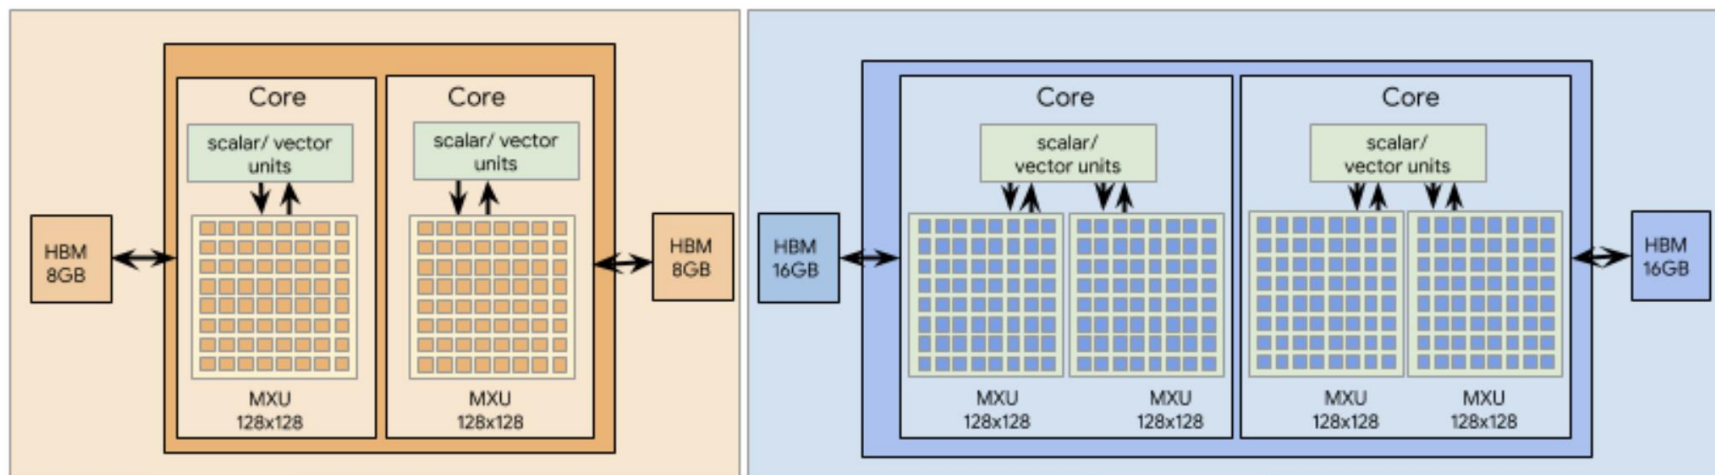 Core
scalar/ vector
units
MXU
128x128
Core
scalar/ vector
units
MXU
128x128
HBM
8GB
HBM
8GB
Core
scalar/
vector units
MXU
128x128
MXU
128x128
Core
scalar/
vector units
MXU
128x128
MXU
128x128
HBM
16GB
HBM
16GB